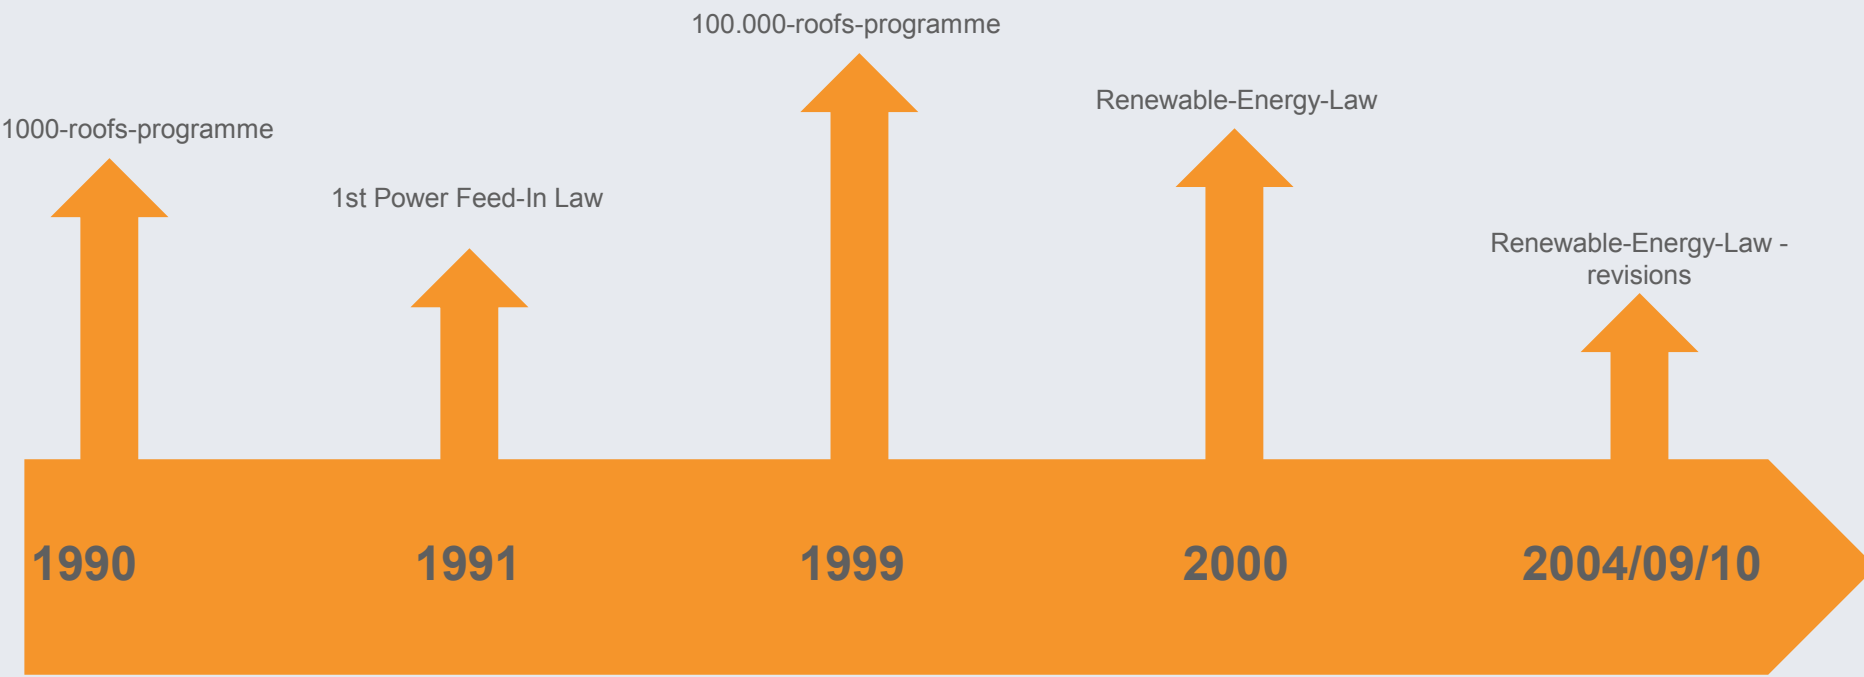 100.000-roofs-programme
Renewable-Energy-Law
1000-roofs-programme
1st Power Feed-In Law
Renewable-Energy-Law -
revisions
1990
1991
1999
2000
2004/09/10